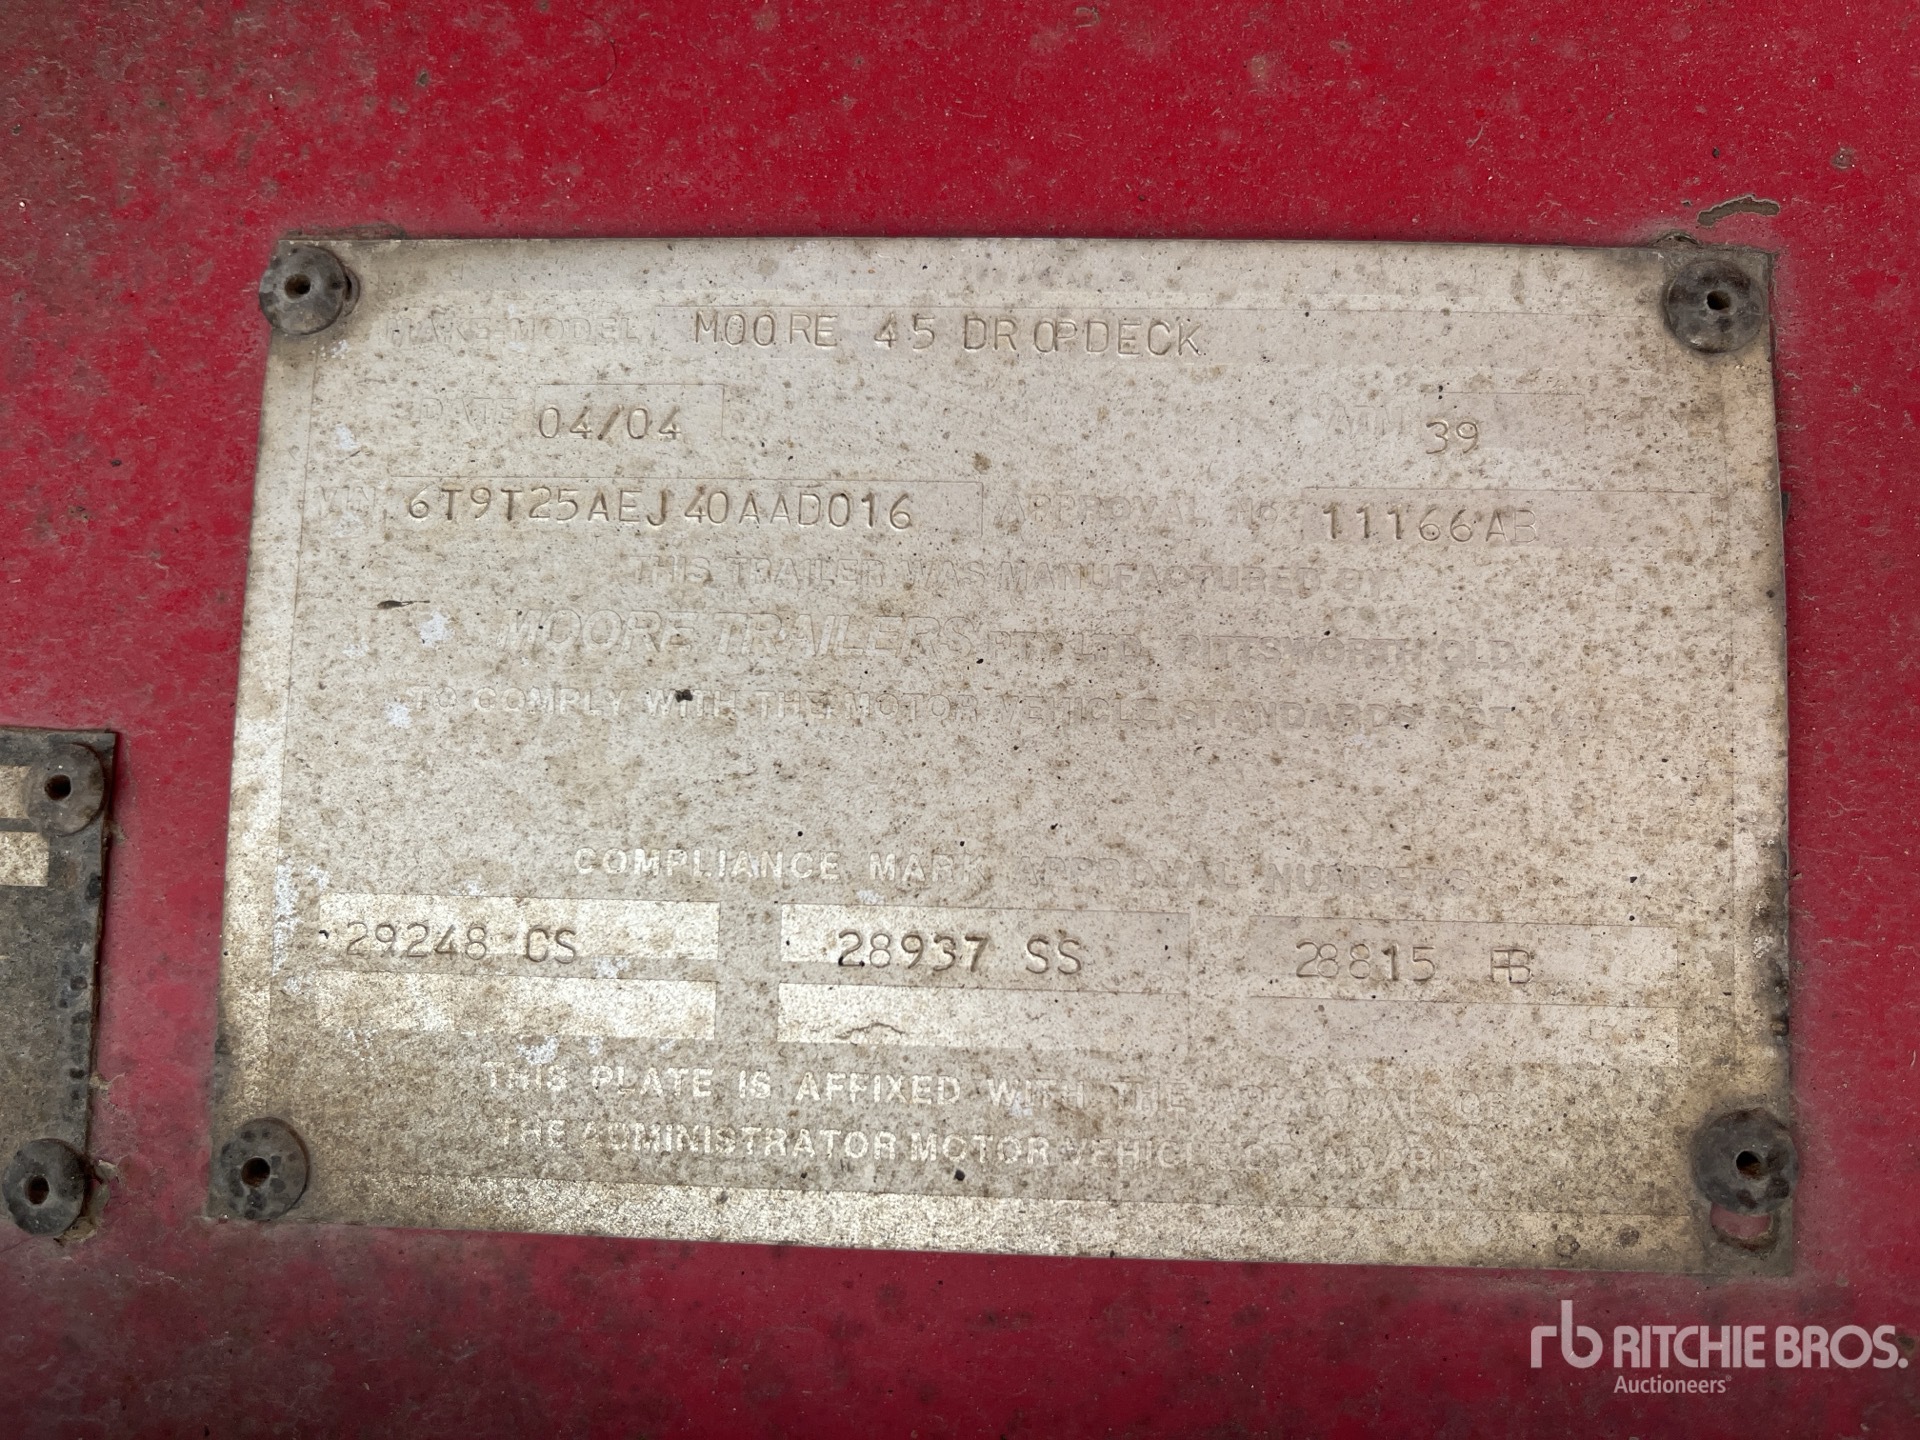 MAKE-MODEL MOORE 45 DROPDECK
DATE 04/04 ATM 39
VIN 6T9T25AEJ40AAD016 APPROVAL NO. 11166AB
THIS TRAILER WAS MANUFACTURED BY
MOORE TRAILERS PTY. LTD. PITTSWORTH QLD.
TO COMPLY WITH THE MOTOR VEHICLE STANDARDS ACT
COMPLIANCE MARK APPROVAL NUMBERS
29248 CS 28937 SS 28815 FB
THIS PLATE IS AFFIXED WITH THE APPROVAL OF
THE ADMINISTRATOR MOTOR VEHICLE STANDARDS
rb RITCHIE BROS.
Auctioneers